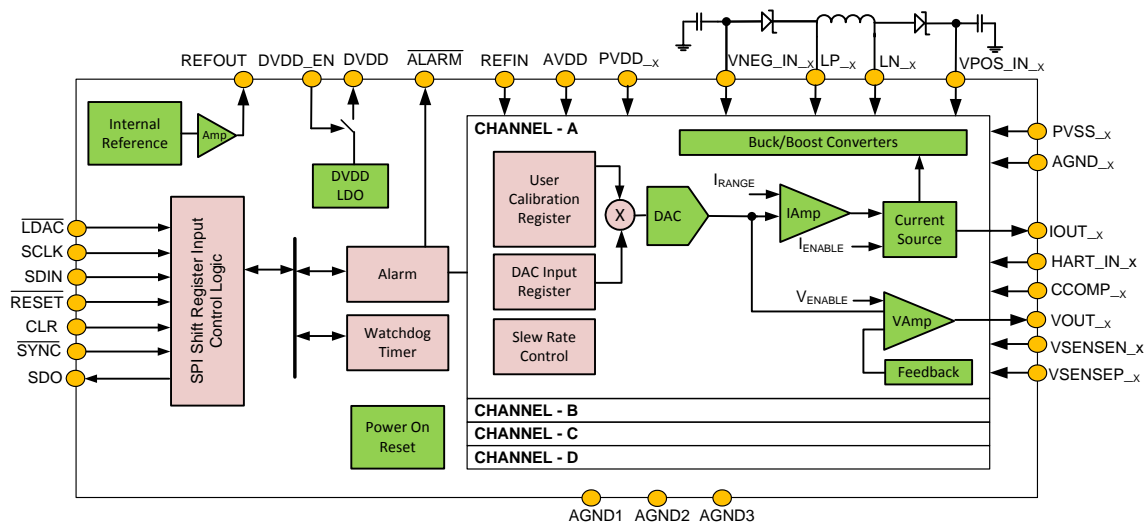 REFOUT
DVDD_EN
DVDD
ALARM
REFIN
AVDD
PVDD_x
VNEG_IN_x
LP_x
LN_x
VPOS_IN_x
Internal
Reference
Amp
DVDD
LDO
CHANNEL - A
Buck/Boost Converters
PVSS_x
AGND_x
User
Calibration
Register
X
DAC
IRANGE
IAmp
IENABLE
Current
Source
IOUT_x
HART_IN_x
CCOMP_x
VOUT_x
VSENSEN_x
VSENSEP_x
LDAC
SCLK
SDIN
RESET
CLR
SYNC
SDO
SPI Shift Register Input
Control Logic
Alarm
Watchdog
Timer
DAC Input
Register
Slew Rate
Control
VENABLE
VAmp
Feedback
Power On
Reset
CHANNEL - B
CHANNEL - C
CHANNEL - D
AGND1
AGND2
AGND3